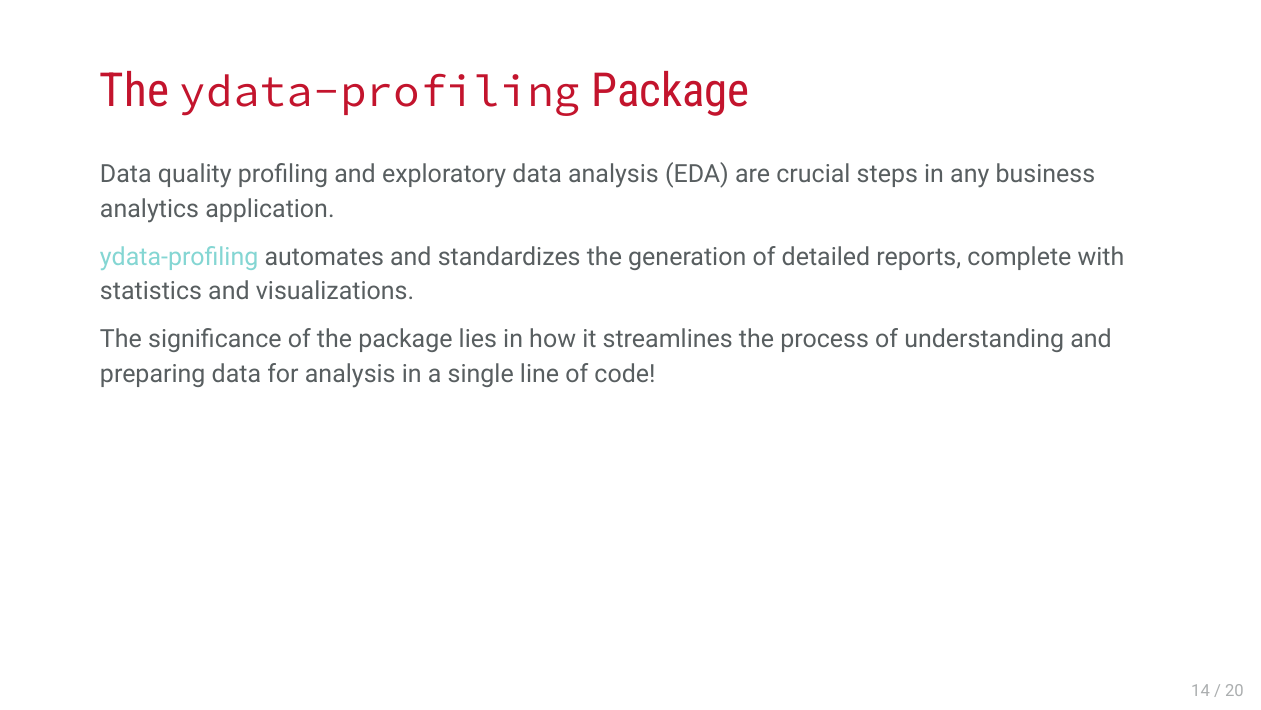 The ydata-profiling Package
Data quality profiling and exploratory data analysis (EDA) are crucial steps in any business
analytics application.
ydata-profiling automates and standardizes the generation of detailed reports, complete with
statistics and visualizations.
The significance of the package lies in how it streamlines the process of understanding and
preparing data for analysis in a single line of code!
14 / 20